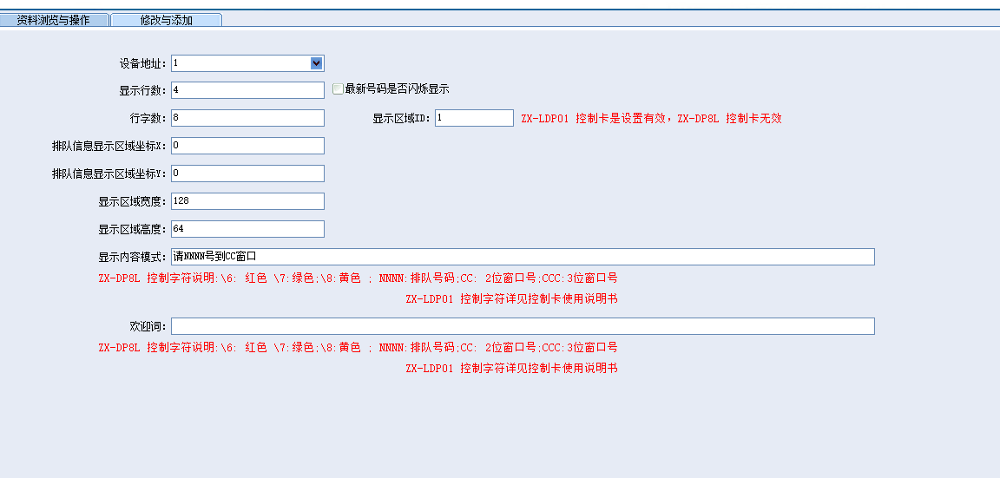 资料浏览与操作 修改与添加
设备地址: 1
显示行数: 4 最新号码是否闪烁显示
行字数: 8 显示区域ID: 1 ZX-LDP01 控制卡是设置有效，ZX-DP8L 控制卡无效
排队信息显示区域坐标X: 0
排队信息显示区域坐标Y: 0
显示区域宽度: 128
显示区域高度: 64
显示内容模式: 请NNNN号到CC窗口
ZX-DP8L 控制字符说明:\6: 红色 \7:绿色;\8:黄色 ; NNNN:排队号码;CC: 2位窗口号;CCC:3位窗口号
ZX-LDP01 控制字符详见控制卡使用说明书
欢迎词:
ZX-DP8L 控制字符说明:\6: 红色 \7:绿色;\8:黄色 ; NNNN:排队号码;CC: 2位窗口号;CCC:3位窗口号
ZX-LDP01 控制字符详见控制卡使用说明书